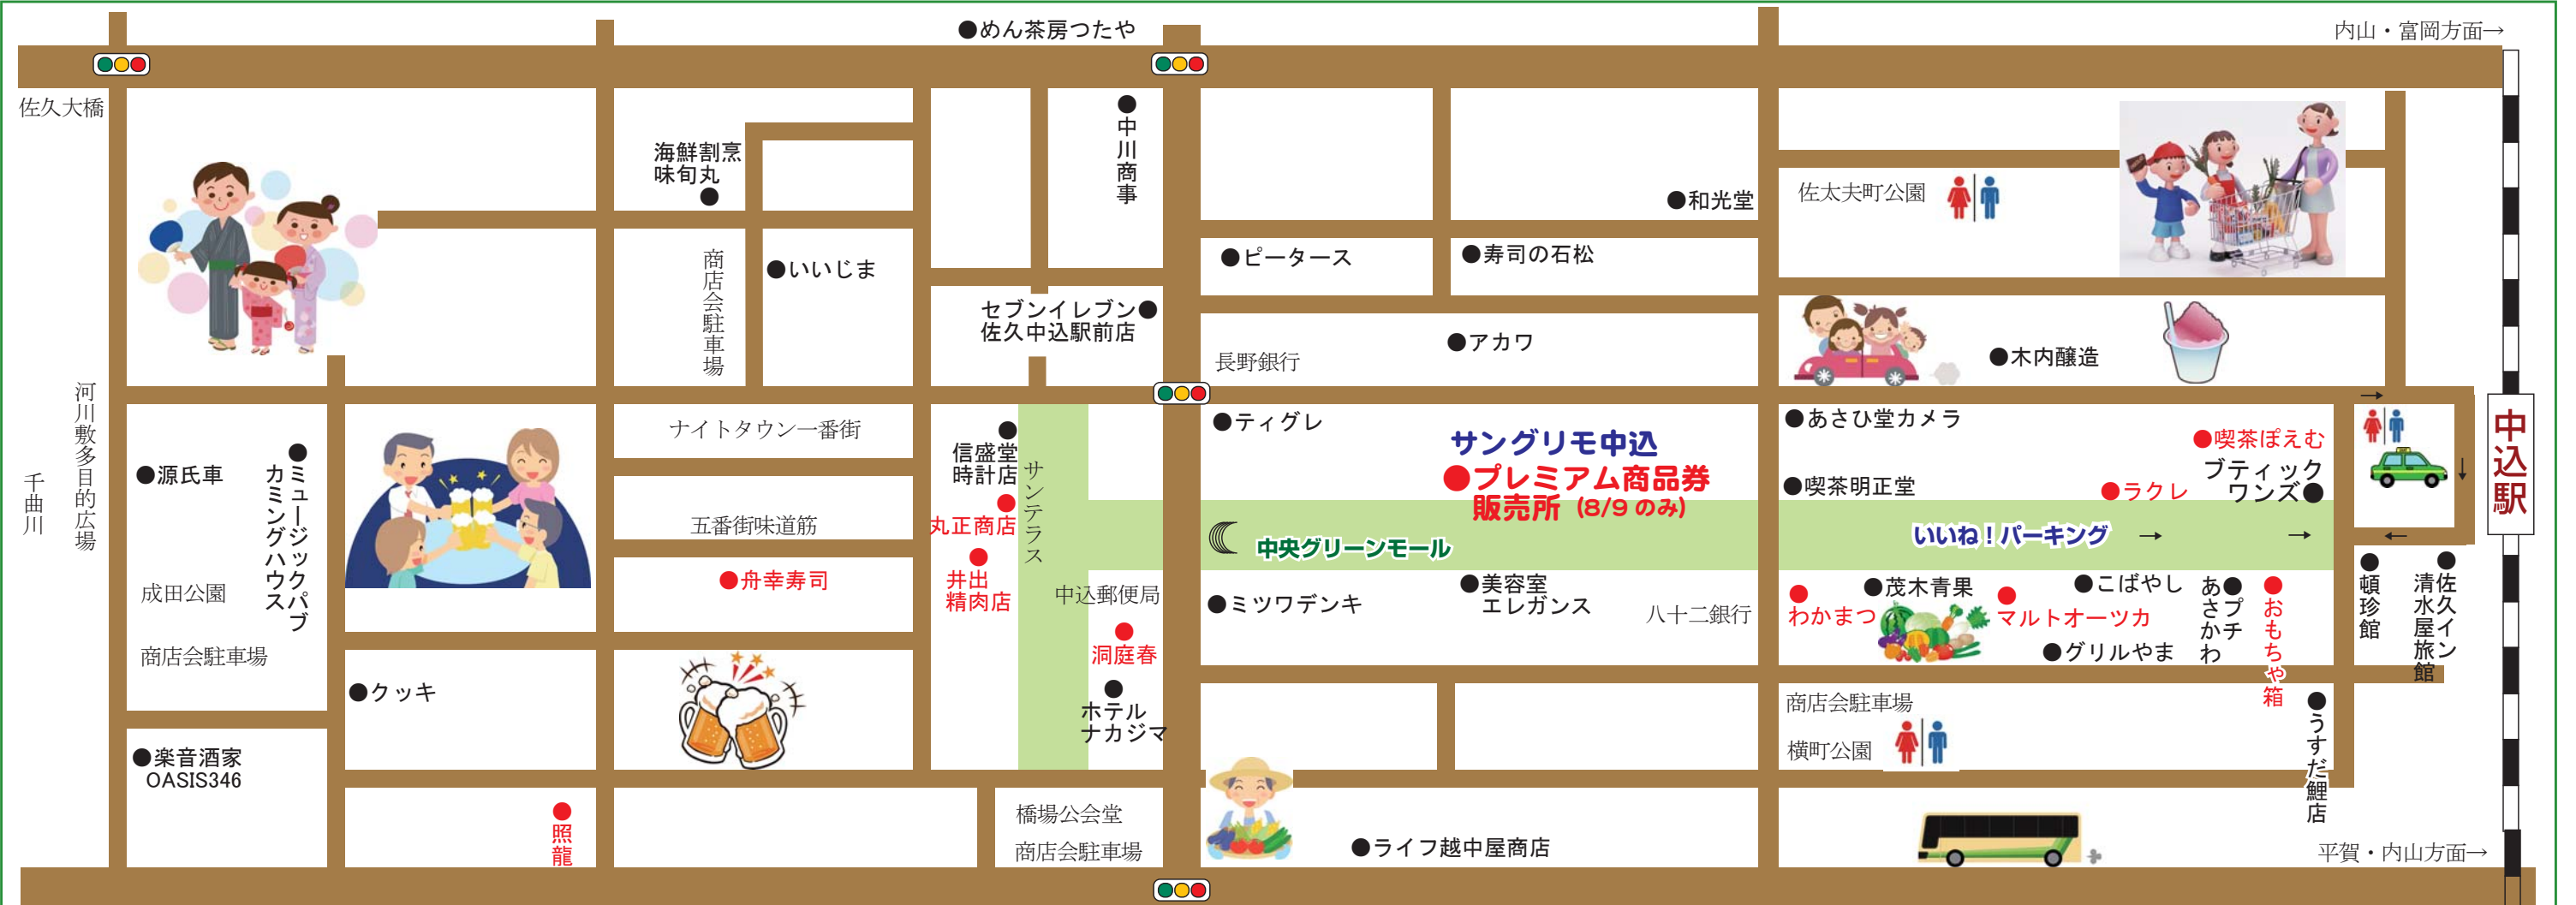 ●めん茶房つたや
内山・富岡方面→
佐久大橋
●中川商事
海鮮割烹
味旬丸
●
●和光堂
佐太夫町公園
商店会駐車場
●いいじま
●ピータース
●寿司の石松
セブンイレブン●
佐久中込駅前店
長野銀行
●アカワ
●木内醸造
千曲川
河川敷多目的広場
●源氏車
●ミュージックパブ
カミングハウス
成田公園
商店会駐車場
ナイトタウン一番街
五番街味道筋
●舟幸寿司
●
信盛堂
時計店
●
丸正商店
●
井出
精肉店
サンテラス
中込郵便局
●
洞庭春
●
ホテル
ナカジマ
●ティグレ
サングリモ中込
●プレミアム商品券
販売所 (8/9 のみ)
中央グリーンモール
●ミツワデンキ
●美容室
エレガンス
八十二銀行
●あさひ堂カメラ
●喫茶明正堂
●喫茶ぽえむ
ブティック
ワンズ●
●ラクレ
いいね！パーキング
→
→
←
→
↓
中込駅
●
わかまつ
●茂木青果
●
マルトオーツカ
●こばやし
●グリルやま
●プチ
あさかわ
●おもちゃ箱
●頓珍館
●佐久イン
清水屋旅館
●クッキ
商店会駐車場
横町公園
●うすだ鯉店
●楽音酒家
OASIS346
●照龍
橋場公会堂
商店会駐車場
●ライフ越中屋商店
平賀・内山方面→